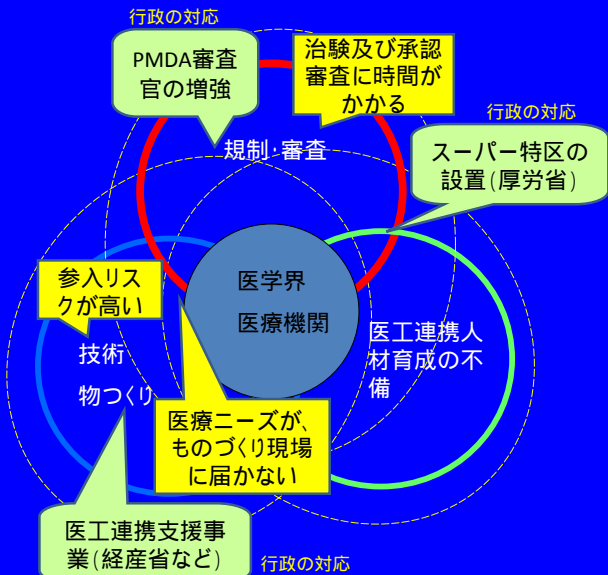 行政の対応
PMDA審査
官の増強
治験及び承認
審査に時間が
かかる
行政の対応
規制・審査
スーパー特区の
設置(厚労省)
参入リス
クが高い
医学界
医療機関
技術
物つくり
医工連携人
材育成の不
備
医療ニーズが、
ものづくり現場
に届かない
医工連携支援事
業(経産省など)
行政の対応